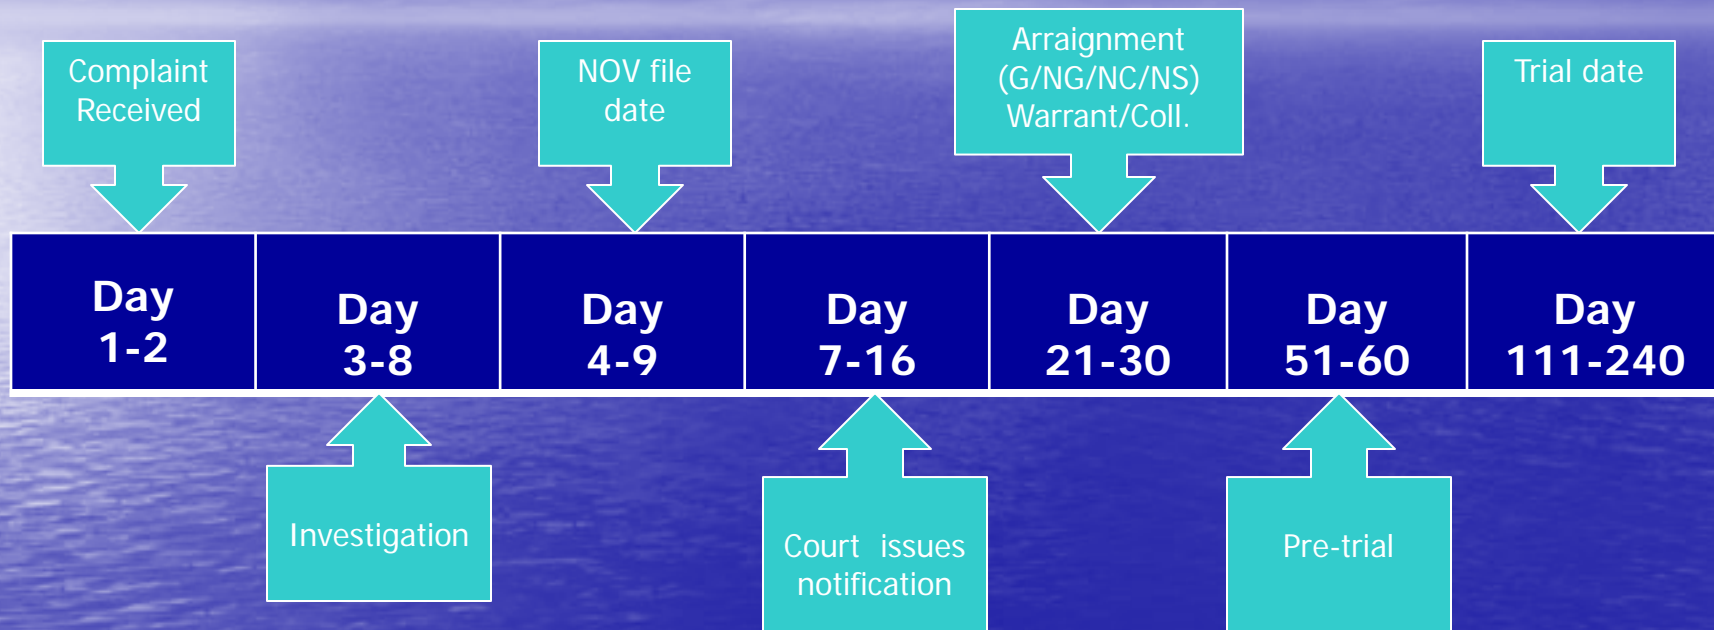 Complaint
Received
NOV file
date
Arraignment
(G/NG/NC/NS)
Warrant/Coll.
Trial date
Day
1-2
Day
3-8
Day
4-9
Day
7-16
Day
21-30
Day
51-60
Day
111-240
Investigation
Court issues
notification
Pre-trial